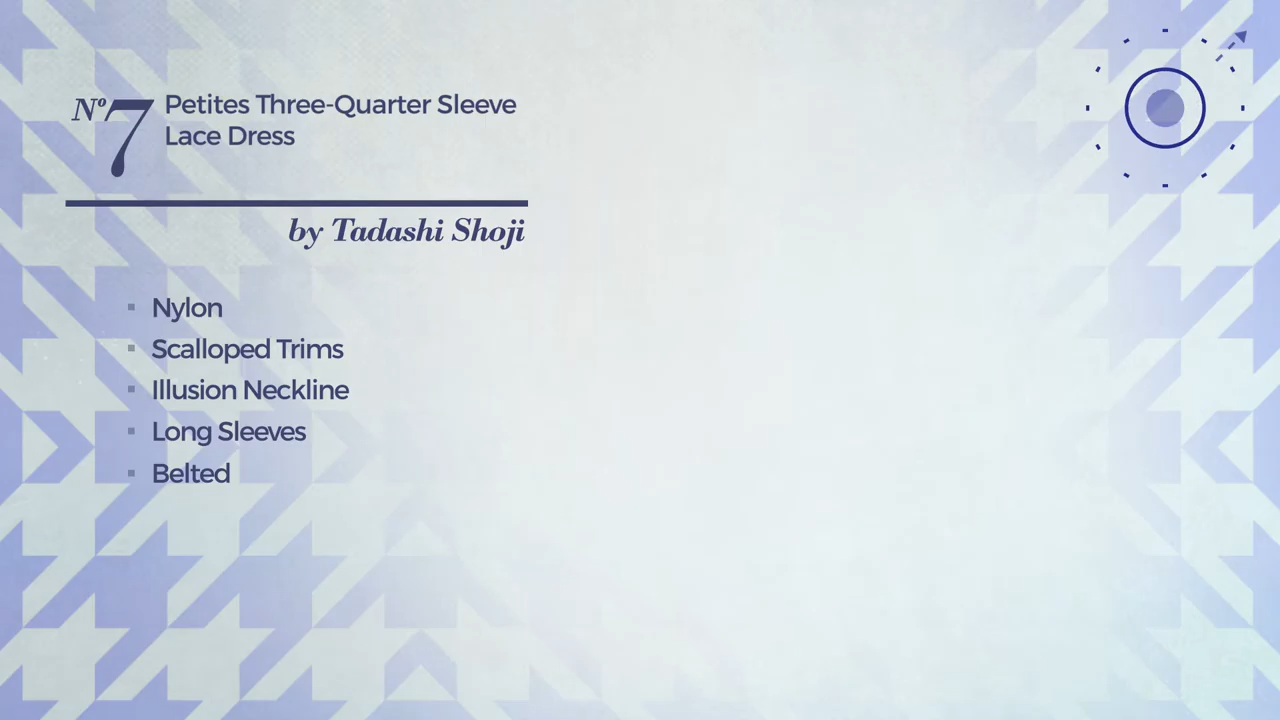 Nº7 Petites Three-Quarter Sleeve
Lace Dress
by Tadashi Shoji
Nylon
Scalloped Trims
Illusion Neckline
Long Sleeves
Belted